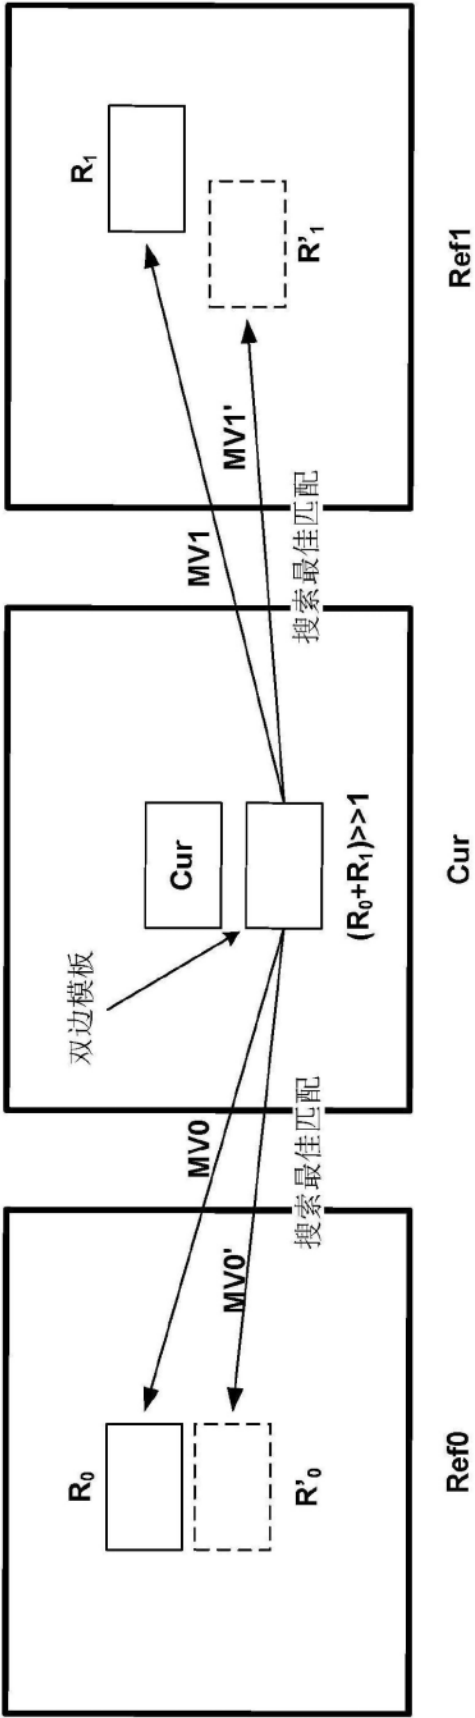 R₀
R'₀
MV0
MV0'
搜索最佳匹配
Ref0
双边模板
Cur
(R₀+R₁)>>1
Cur
MV1
MV1'
搜索最佳匹配
R₁
R'₁
Ref1